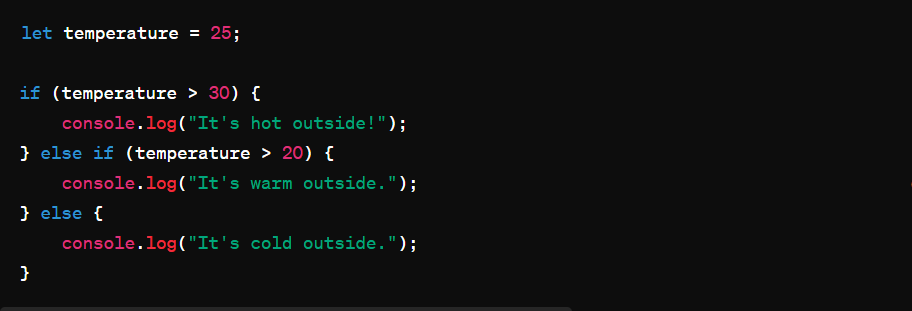 let temperature = 25;
if (temperature > 30) {
    console.log("It's hot outside!");
} else if (temperature > 20) {
    console.log("It's warm outside.");
} else {
    console.log("It's cold outside.");
}